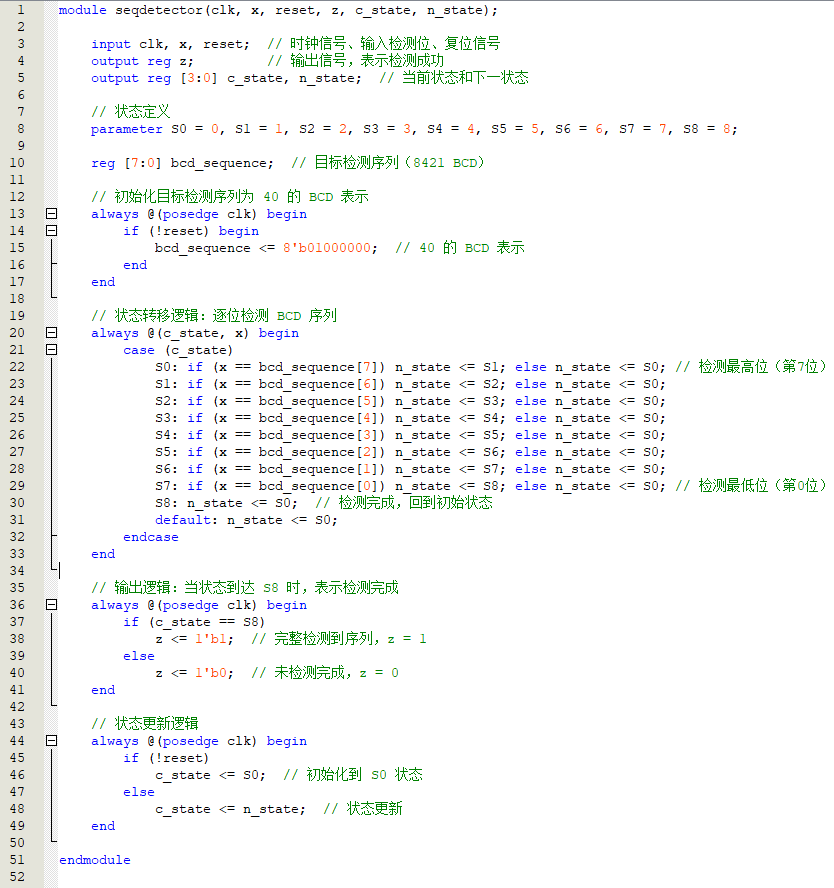 1 module seqdetector(clk, x, reset, z, c_state, n_state);
2
3 input clk, x, reset; // 时钟信号、输入检测位、复位信号
4 output reg z; // 输出信号，表示检测成功
5 output reg [3:0] c_state, n_state; // 当前状态和下一状态
6
7 // 状态定义
8 parameter S0 = 0, S1 = 1, S2 = 2, S3 = 3, S4 = 4, S5 = 5, S6 = 6, S7 = 7, S8 = 8;
9
10 reg [7:0] bcd_sequence; // 目标检测序列（8421 BCD）
11
12 // 初始化目标检测序列为 40 的 BCD 表示
13 always @(posedge clk) begin
14 if (!reset) begin
15 bcd_sequence <= 8'b01000000; // 40 的 BCD 表示
16 end
17 end
18
19 // 状态转移逻辑：逐位检测 BCD 序列
20 always @(c_state, x) begin
21 case (c_state)
22 S0: if (x == bcd_sequence[7]) n_state <= S1; else n_state <= S0; // 检测最高位（第7位）
23 S1: if (x == bcd_sequence[6]) n_state <= S2; else n_state <= S0;
24 S2: if (x == bcd_sequence[5]) n_state <= S3; else n_state <= S0;
25 S3: if (x == bcd_sequence[4]) n_state <= S4; else n_state <= S0;
26 S4: if (x == bcd_sequence[3]) n_state <= S5; else n_state <= S0;
27 S5: if (x == bcd_sequence[2]) n_state <= S6; else n_state <= S0;
28 S6: if (x == bcd_sequence[1]) n_state <= S7; else n_state <= S0;
29 S7: if (x == bcd_sequence[0]) n_state <= S8; else n_state <= S0; // 检测最低位（第0位）
30 S8: n_state <= S0; // 检测完成，回到初始状态
31 default: n_state <= S0;
32 endcase
33 end
34
35 // 输出逻辑：当状态到达 S8 时，表示检测完成
36 always @(posedge clk) begin
37 if (c_state == S8)
38 z <= 1'b1; // 完整检测到序列，z = 1
39 else
40 z <= 1'b0; // 未检测完成，z = 0
41 end
42
43 // 状态更新逻辑
44 always @(posedge clk) begin
45 if (!reset)
46 c_state <= S0; // 初始化到 S0 状态
47 else
48 c_state <= n_state; // 状态更新
49 end
50
51 endmodule
52